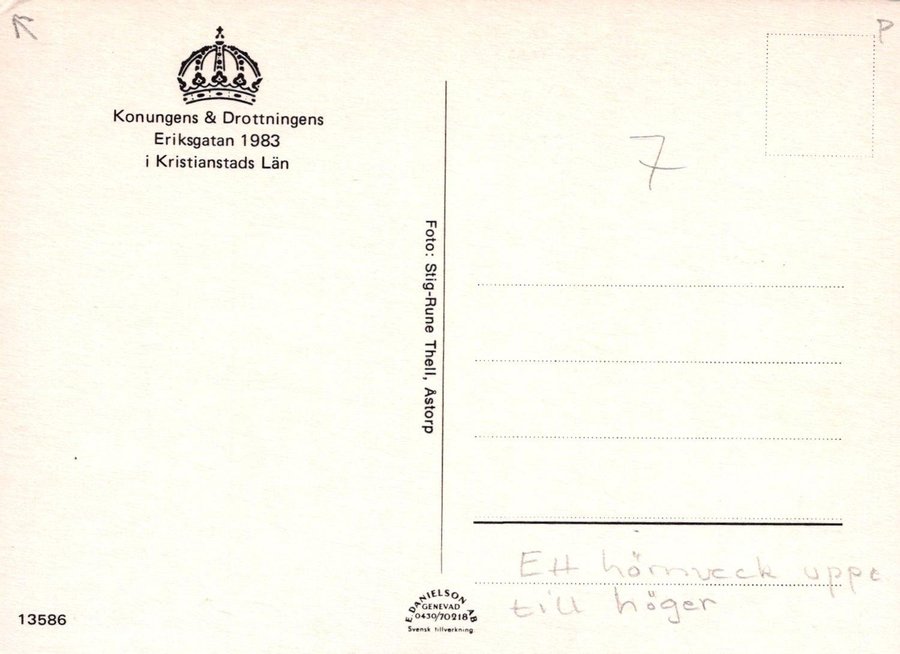 Konungens & Drottningens
Eriksgatan 1983
i Kristianstads Län
Foto: Stig-Rune Thell, Åstorp
P
7
Ett hörnveck uppe
till höger
13586
E. DANIELSON AB
GENEVAD
0430/70218
Svensk tillverkning